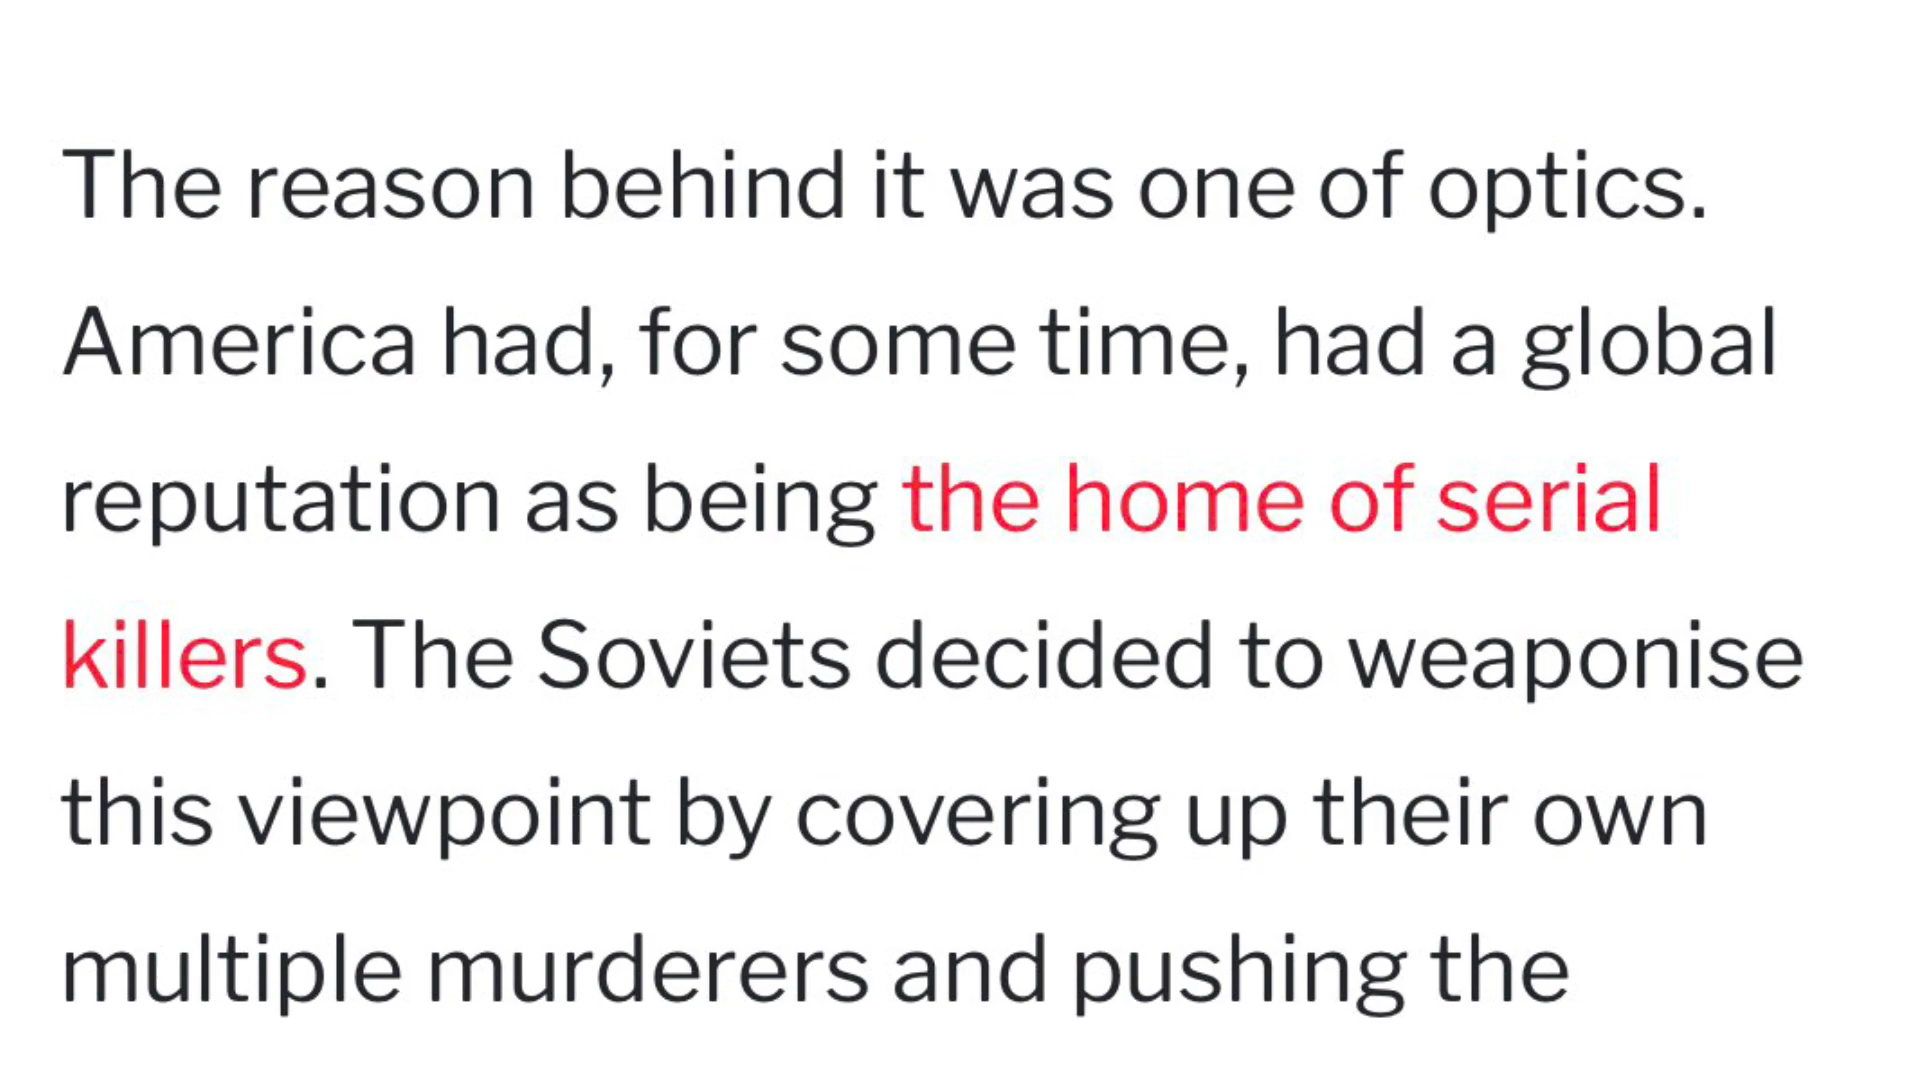 The reason behind it was one of optics.
America had, for some time, had a global
reputation as being the home of serial
killers. The Soviets decided to weaponise
this viewpoint by covering up their own
multiple murderers and pushing the